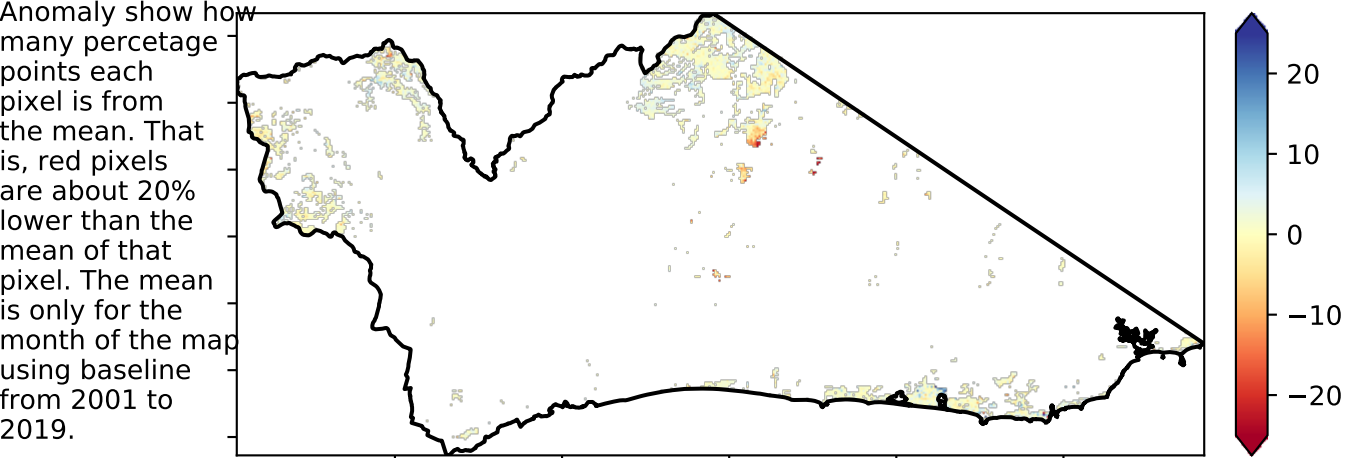 Anomaly show how
many percetage
points each
pixel is from
the mean. That
is, red pixels
are about 20%
lower than the
mean of that
pixel. The mean
is only for the
month of the map
using baseline
from 2001 to
2019.
20
10
0
−10
−20